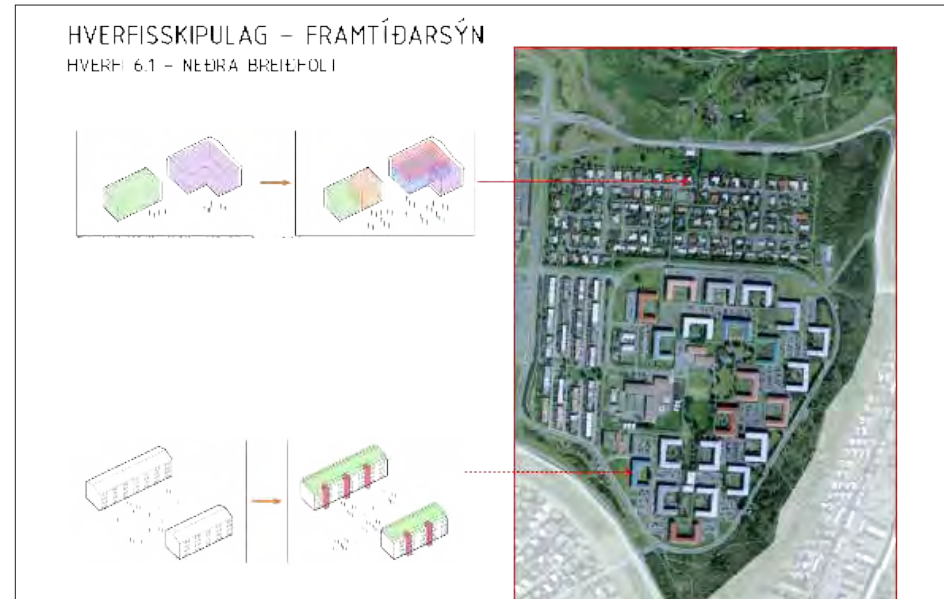 HVERFISSKIPULAG – FRAMTÍÐARSÝN
HVERFI 6.1 – NEÐRA BREIÐHOLT